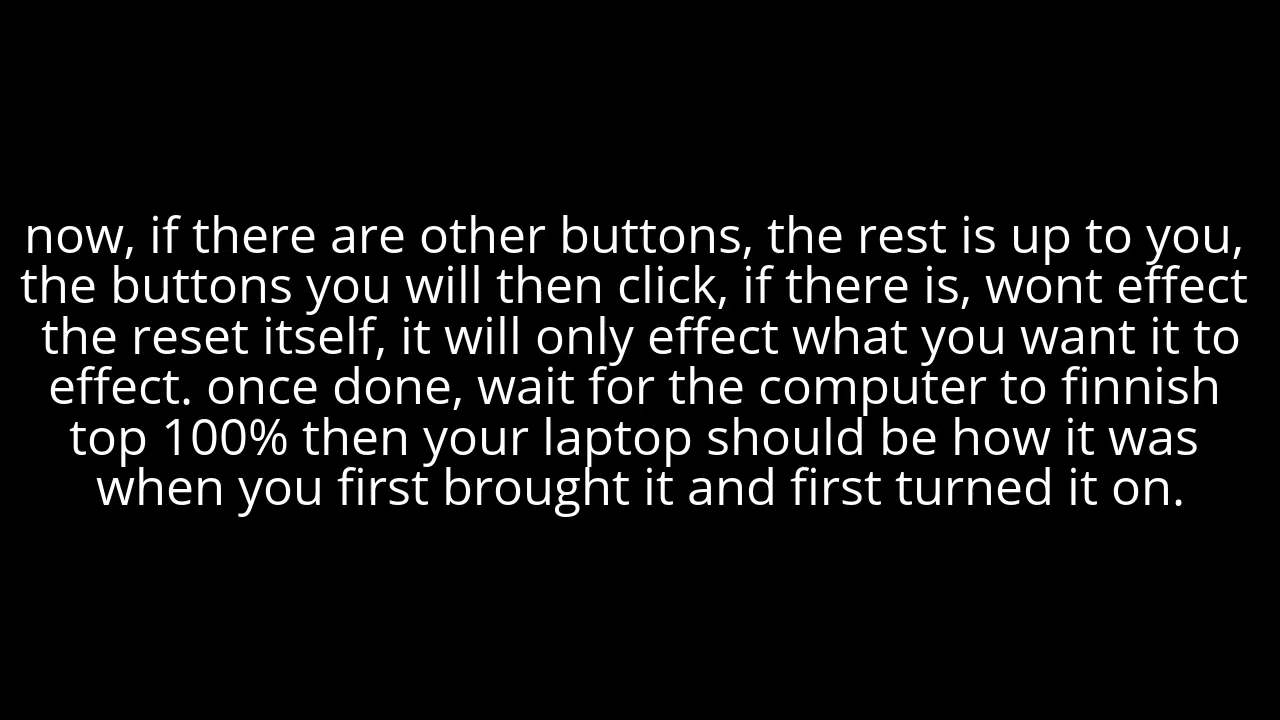 now, if there are other buttons, the rest is up to you,
the buttons you will then click, if there is, wont effect
the reset itself, it will only effect what you want it to
effect. once done, wait for the computer to finnish
top 100% then your laptop should be how it was
when you first brought it and first turned it on.